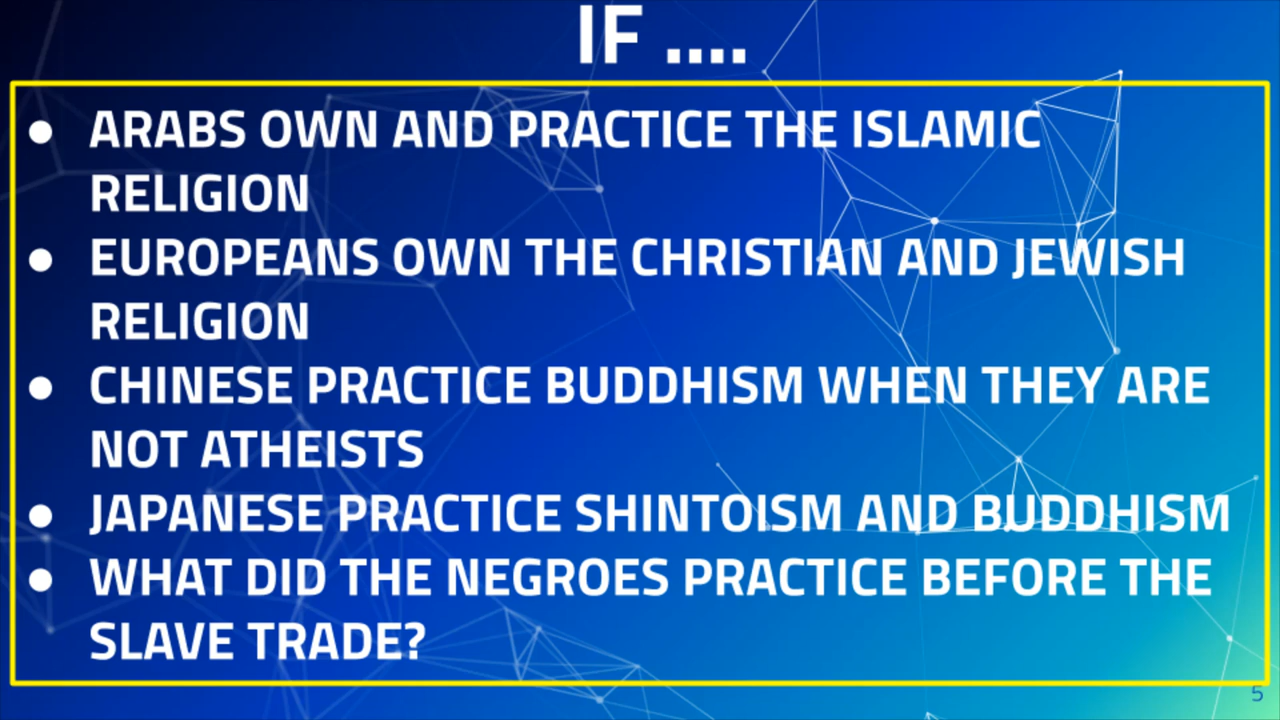 IF ....
● ARABS OWN AND PRACTICE THE ISLAMIC
RELIGION
● EUROPEANS OWN THE CHRISTIAN AND JEWISH
RELIGION
● CHINESE PRACTICE BUDDHISM WHEN THEY ARE
NOT ATHEISTS
● JAPANESE PRACTICE SHINTOISM AND BUDDHISM
● WHAT DID THE NEGROES PRACTICE BEFORE THE
SLAVE TRADE?
5